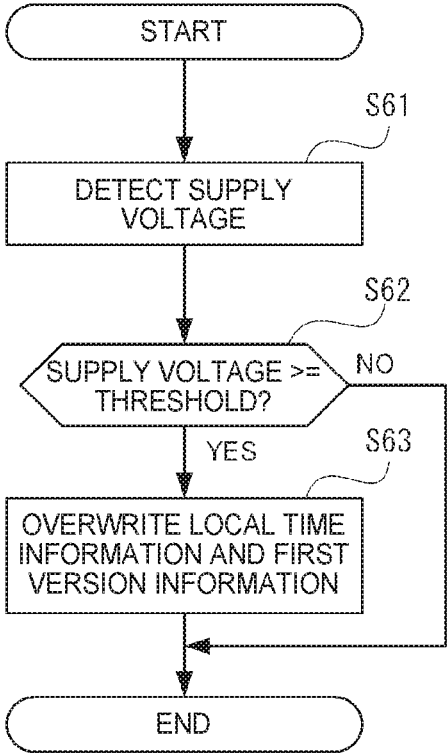 START
S61
DETECT SUPPLY
VOLTAGE
S62
SUPPLY VOLTAGE >=
THRESHOLD?
NO
YES
S63
OVERWRITE LOCAL TIME
INFORMATION AND FIRST
VERSION INFORMATION
END